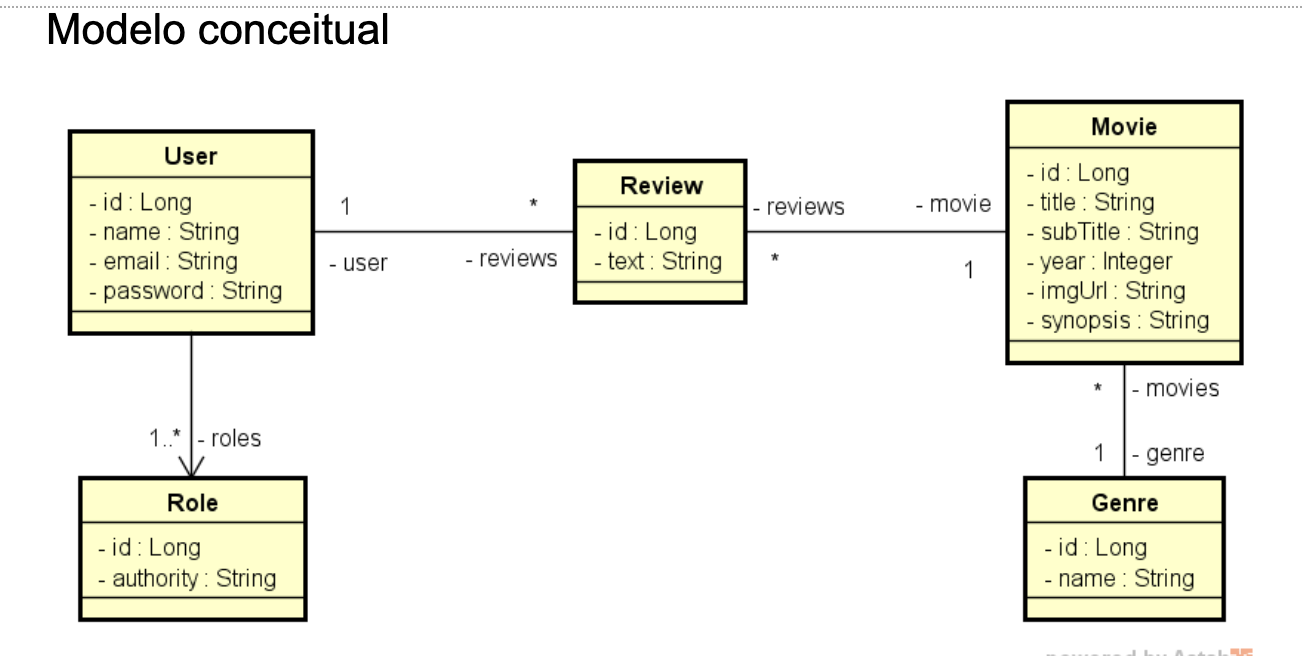 Modelo conceitual
User
- id : Long
- name : String
- email : String
- password : String
1
*
- user
- reviews
Review
- id : Long
- text : String
- reviews
- movie
*
1
Movie
- id : Long
- title : String
- subTitle : String
- year : Integer
- imgUrl : String
- synopsis : String
1..*
- roles
Role
- id : Long
- authority : String
*
- movies
1
- genre
Genre
- id : Long
- name : String
powered by Astah